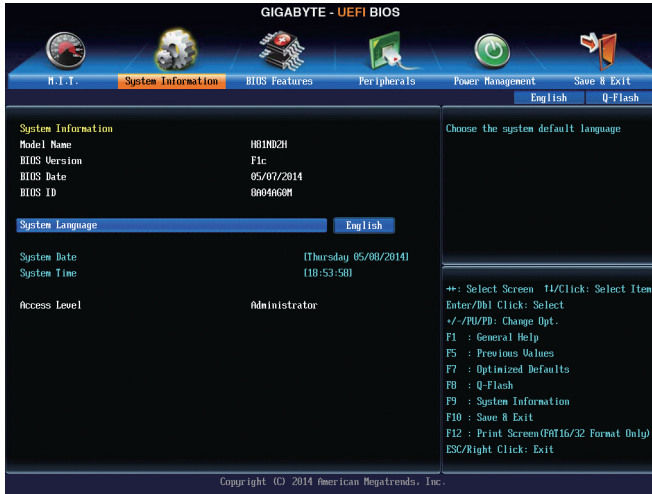 GIGABYTE - UEFI BIOS
M.I.T. System Information BIOS Features Peripherals Power Management Save & Exit
English Q-Flash
System Information
Model Name H81ND2H
BIOS Version F1c
BIOS Date 05/07/2014
BIOS ID 8A04AG0M
System Language English
System Date [Thursday 05/08/2014]
System Time [18:53:58]
Access Level Administrator
Choose the system default language
→←: Select Screen ↑↓/Click: Select Item
Enter/Dbl Click: Select
+/-/PU/PD: Change Opt.
F1 : General Help
F5 : Previous Values
F7 : Optimized Defaults
F8 : Q-Flash
F9 : System Information
F10 : Save & Exit
F12 : Print Screen(FAT16/32 Format Only)
ESC/Right Click: Exit
Copyright (C) 2014 American Megatrends, Inc.